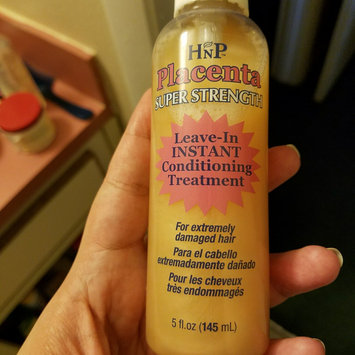 HNP
Placenta
SUPER STRENGTH
Leave-In
INSTANT
Conditioning
Treatment
For extremely
damaged hair
Para el cabello
extremadamente dañado
Pour les cheveux
très endommagés
5 fl.oz (145 mL)